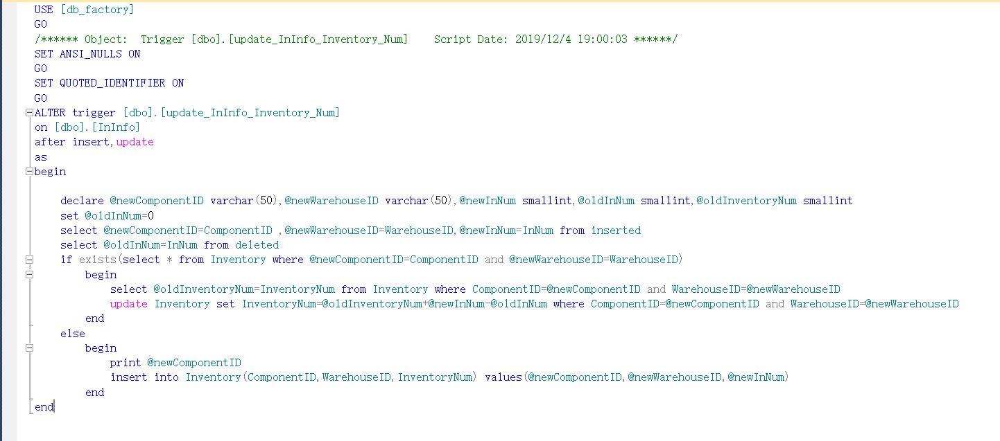 USE [db_factory]
GO
/****** Object:  Trigger [dbo].[update_InInfo_Inventory_Num]    Script Date: 2019/12/4 19:00:03 ******/
SET ANSI_NULLS ON
GO
SET QUOTED_IDENTIFIER ON
GO
ALTER trigger [dbo].[update_InInfo_Inventory_Num]
on [dbo].[InInfo]
after insert,update
as
begin
declare @newComponentID varchar(50),@newWarehouseID varchar(50),@newInNum smallint,@oldInNum smallint,@oldInventoryNum smallint
set @oldInNum=0
select @newComponentID=ComponentID ,@newWarehouseID=WarehouseID,@newInNum=InNum from inserted
select @oldInNum=InNum from deleted
if exists(select * from Inventory where @newComponentID=ComponentID and @newWarehouseID=WarehouseID)
begin
select @oldInventoryNum=InventoryNum from Inventory where ComponentID=@newComponentID and WarehouseID=@newWarehouseID
update Inventory set InventoryNum=@oldInventoryNum+@newInNum-@oldInNum where ComponentID=@newComponentID and WarehouseID=@newWarehouseID
end
else
begin
print @newComponentID
insert into Inventory(ComponentID,WarehouseID,InventoryNum) values(@newComponentID,@newWarehouseID,@newInNum)
end
end